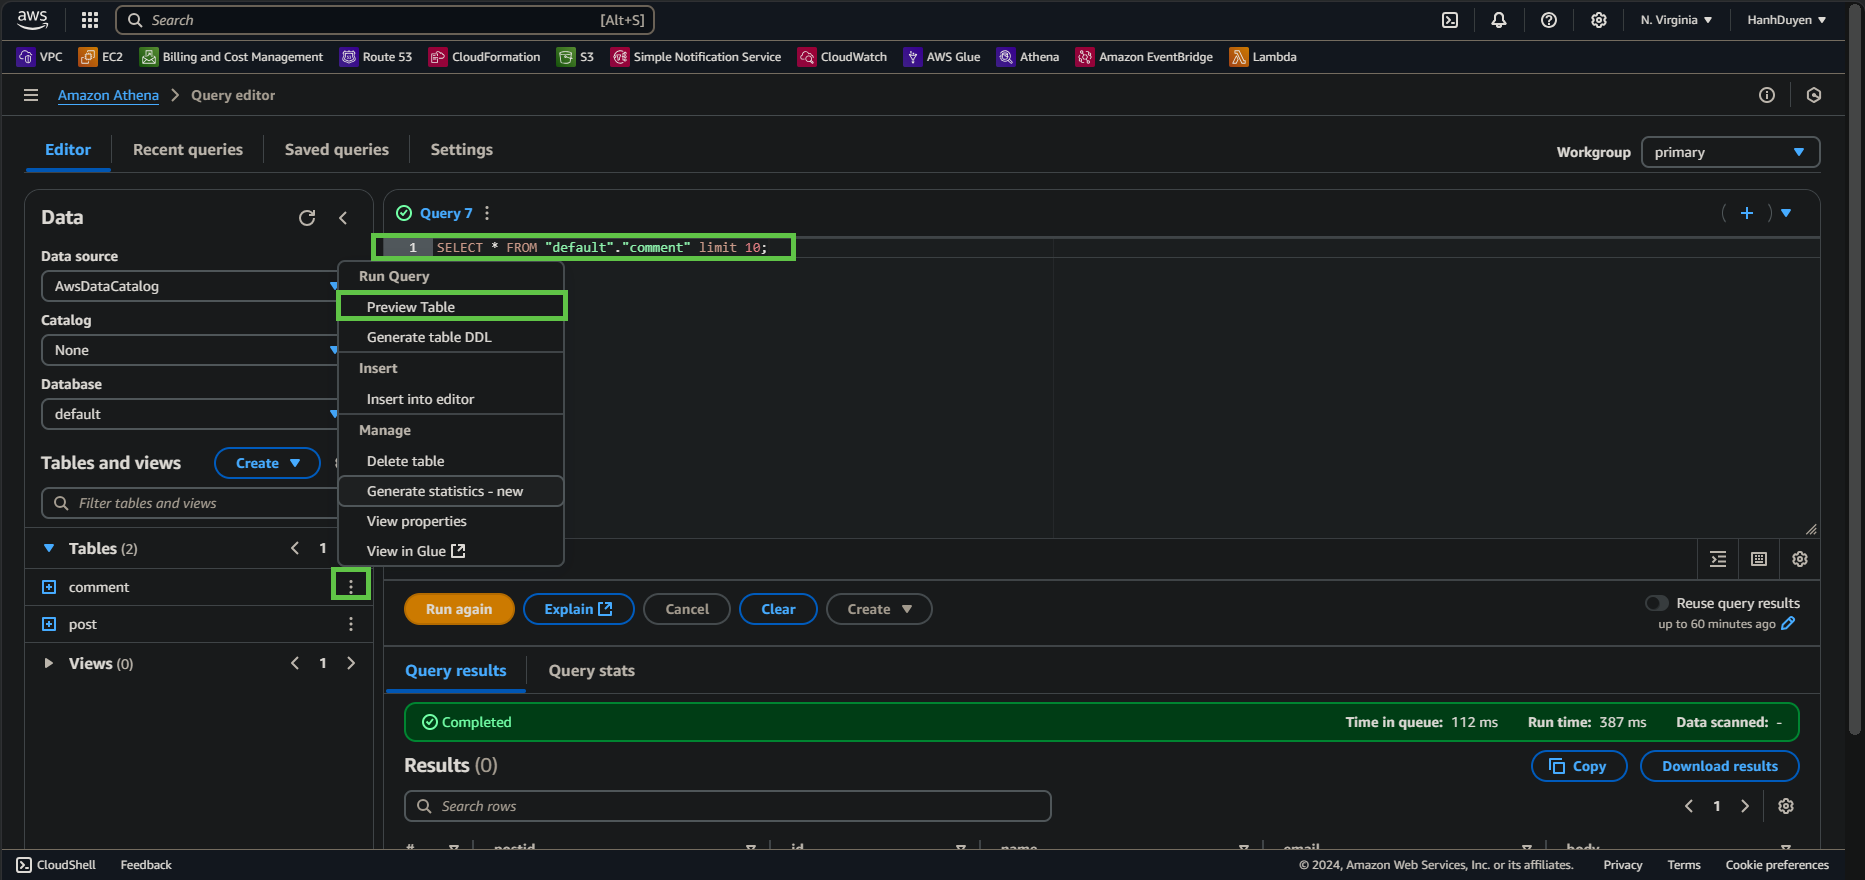 aws
Search [Alt+S]
N. Virginia HanhDuyen
VPC EC2 Billing and Cost Management Route 53 CloudFormation S3 Simple Notification Service CloudWatch AWS Glue Athena Amazon EventBridge Lambda
Amazon Athena Query editor
Editor Recent queries Saved queries Settings
Workgroup primary
Data
Query 7
1 SELECT * FROM "default"."comment" limit 10;
Data source
AwsDataCatalog
Catalog
None
Database
default
Tables and views Create
Filter tables and views
Tables (2) 1
comment
post
Views (0) 1
Run Query
Preview Table
Generate table DDL
Insert
Insert into editor
Manage
Delete table
Generate statistics - new
View properties
View in Glue
Run again Explain Cancel Clear Create
Reuse query results
up to 60 minutes ago
Query results Query stats
Completed Time in queue: 112 ms Run time: 387 ms Data scanned: -
Results (0) Copy Download results
Search rows 1
# postid id name email body
CloudShell Feedback © 2024, Amazon Web Services, Inc. or its affiliates. Privacy Terms Cookie preferences